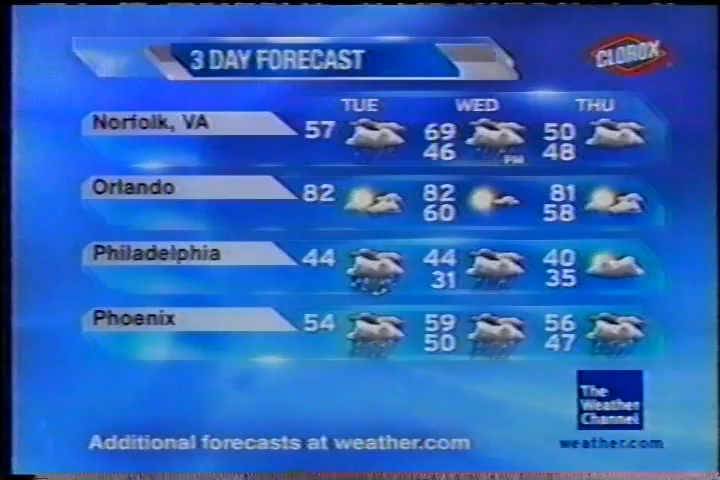 3 DAY FORECAST
CLOROX
TUE WED THU
Norfolk, VA 57 69 50
46 PM 48
Orlando 82 82 81
60 58
Philadelphia 44 44 40
31 35
Phoenix 54 59 56
50 47
The
Weather
Channel
Additional forecasts at weather.com weather.com